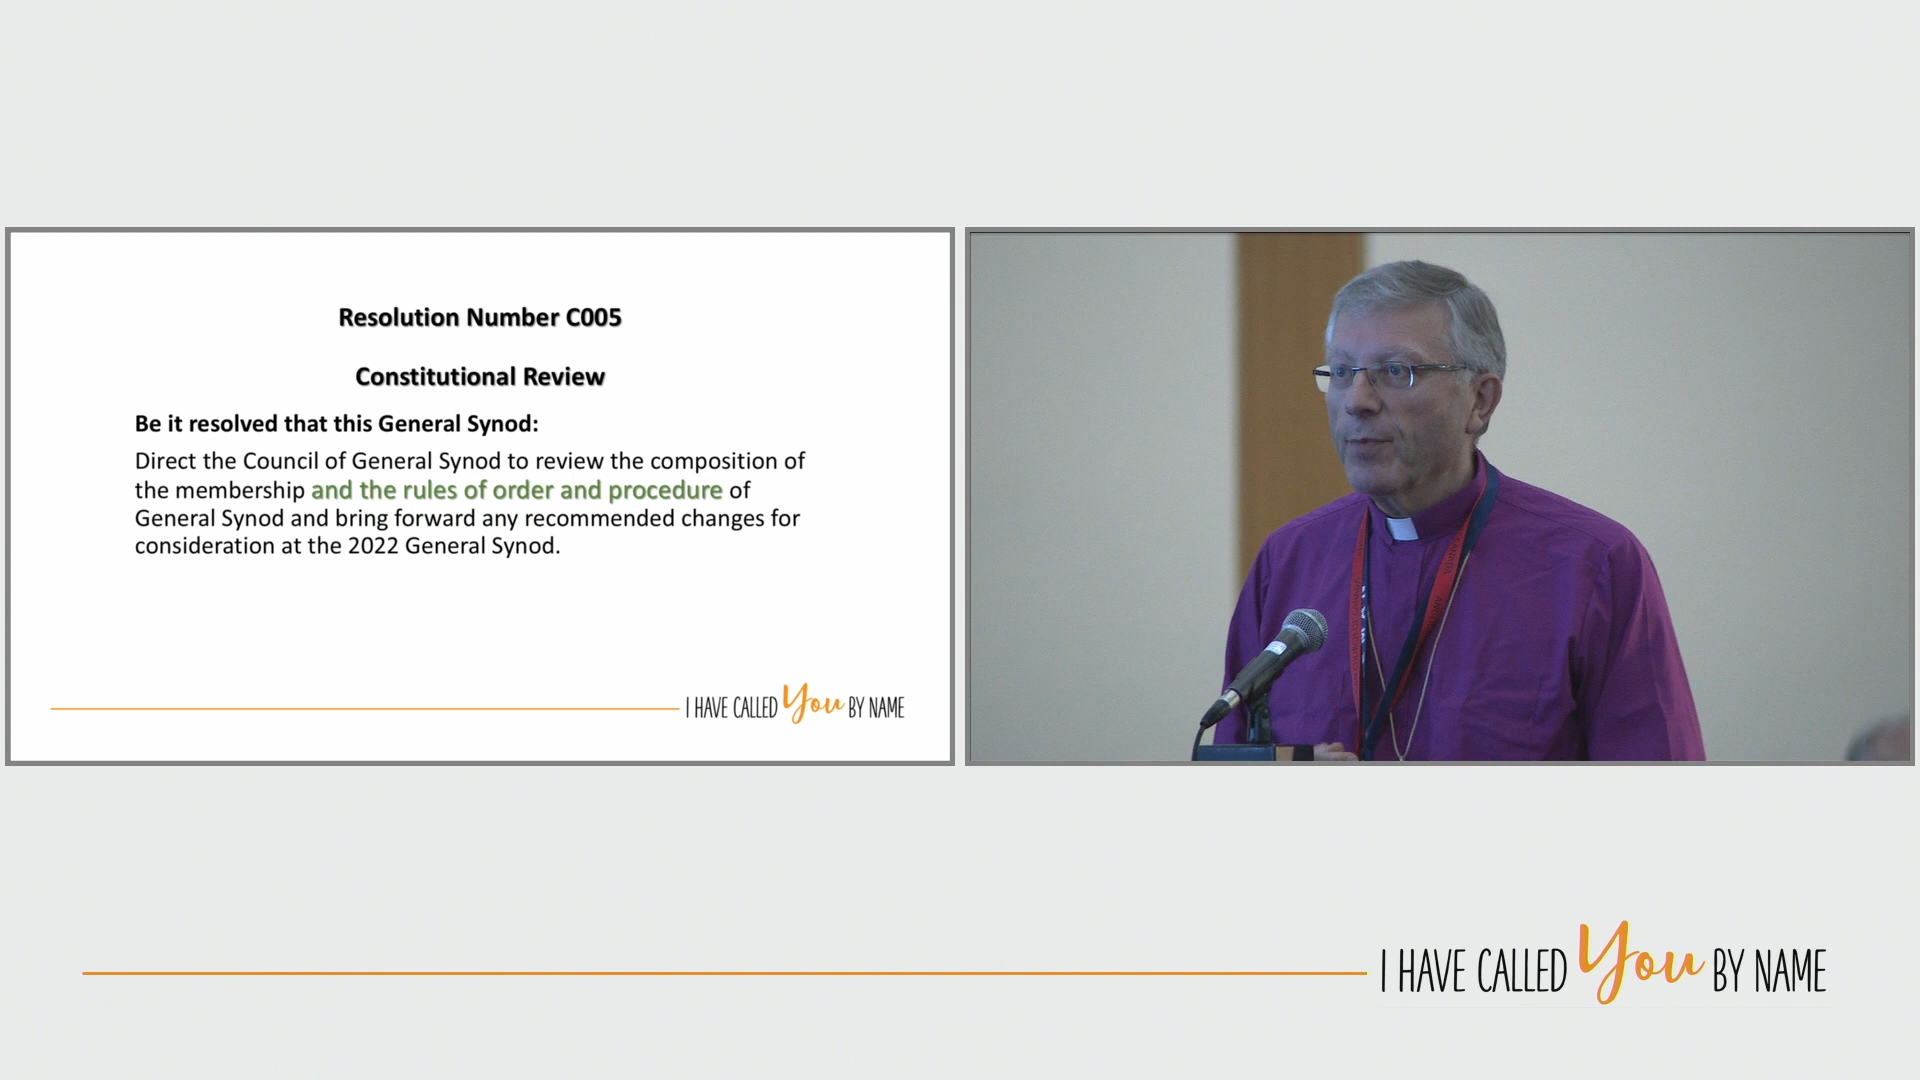 Resolution Number C005
Constitutional Review
Be it resolved that this General Synod:
Direct the Council of General Synod to review the composition of
the membership and the rules of order and procedure of
General Synod and bring forward any recommended changes for
consideration at the 2022 General Synod.
I HAVE CALLED You BY NAME
I HAVE CALLED You BY NAME